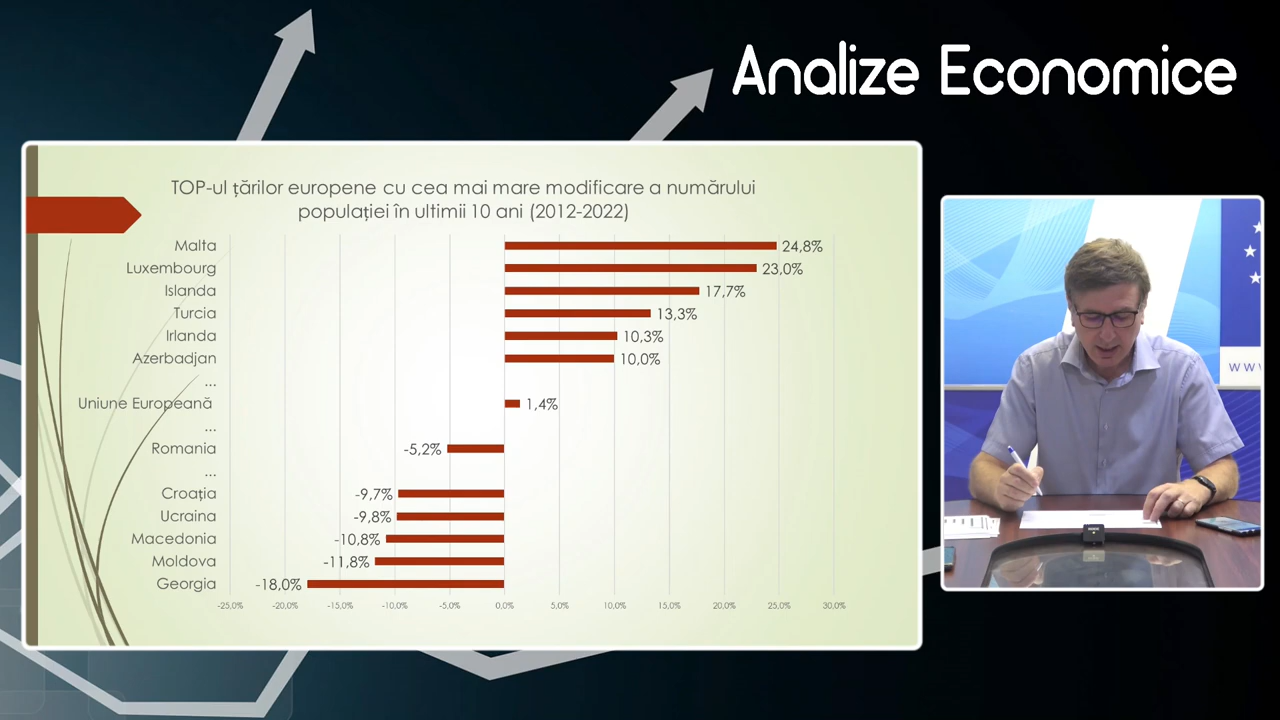 Analize Economice
TOP-ul țărilor europene cu cea mai mare modificare a numărului
populației în ultimii 10 ani (2012-2022)
Malta 24,8%
Luxembourg 23,0%
Islanda 17,7%
Turcia 13,3%
Irlanda 10,3%
Azerbadjan 10,0%
...
Uniune Europeană 1,4%
...
Romania -5,2%
...
Croația -9,7%
Ucraina -9,8%
Macedonia -10,8%
Moldova -11,8%
Georgia -18,0%
-25,0% -20,0% -15,0% -10,0% -5,0% 0,0% 5,0% 10,0% 15,0% 20,0% 25,0% 30,0%
WW